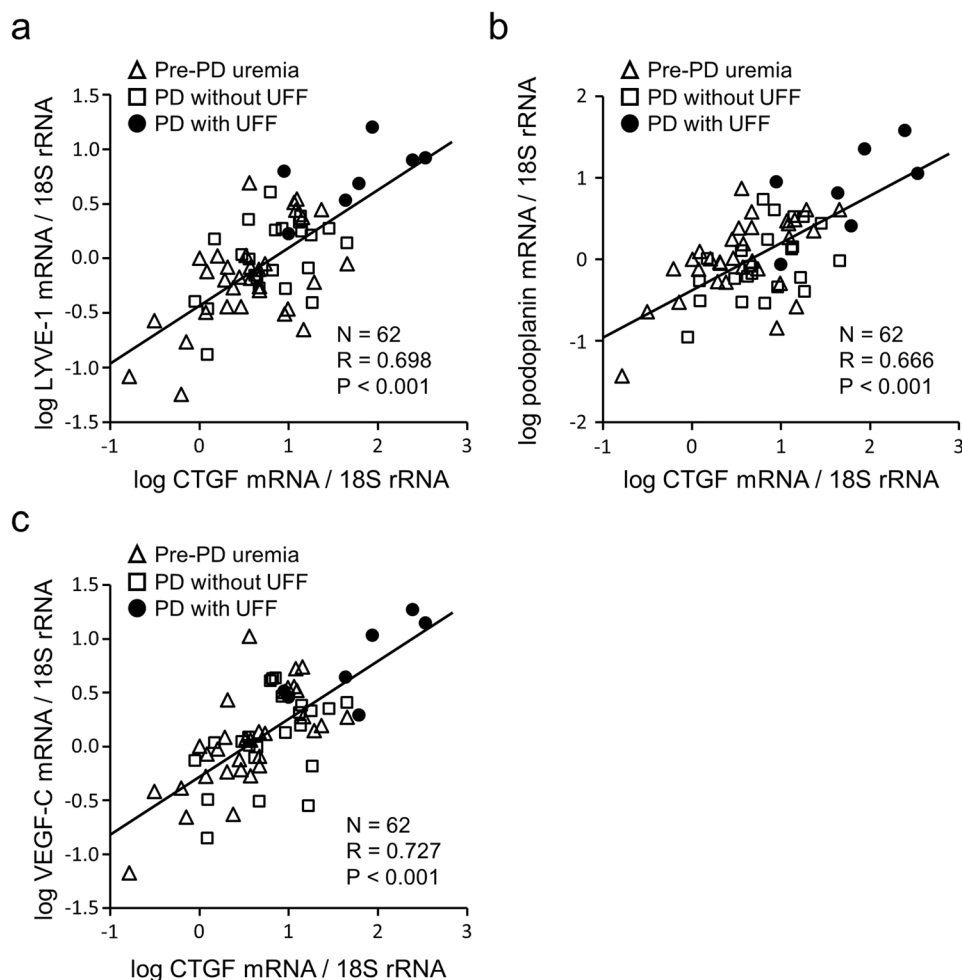 a
Pre-PD uremia
PD without UFF
PD with UFF
log LYVE-1 mRNA / 18S rRNA
1.5
1.0
0.5
0.0
-0.5
-1.0
-1.5
N = 62
R = 0.698
P < 0.001
-1
0
1
2
3
log CTGF mRNA / 18S rRNA
b
Pre-PD uremia
PD without UFF
PD with UFF
log podoplanin mRNA / 18S rRNA
2
1
0
-1
-2
N = 62
R = 0.666
P < 0.001
-1
0
1
2
3
log CTGF mRNA / 18S rRNA
c
Pre-PD uremia
PD without UFF
PD with UFF
log VEGF-C mRNA / 18S rRNA
1.5
1.0
0.5
0.0
-0.5
-1.0
-1.5
N = 62
R = 0.727
P < 0.001
-1
0
1
2
3
log CTGF mRNA / 18S rRNA